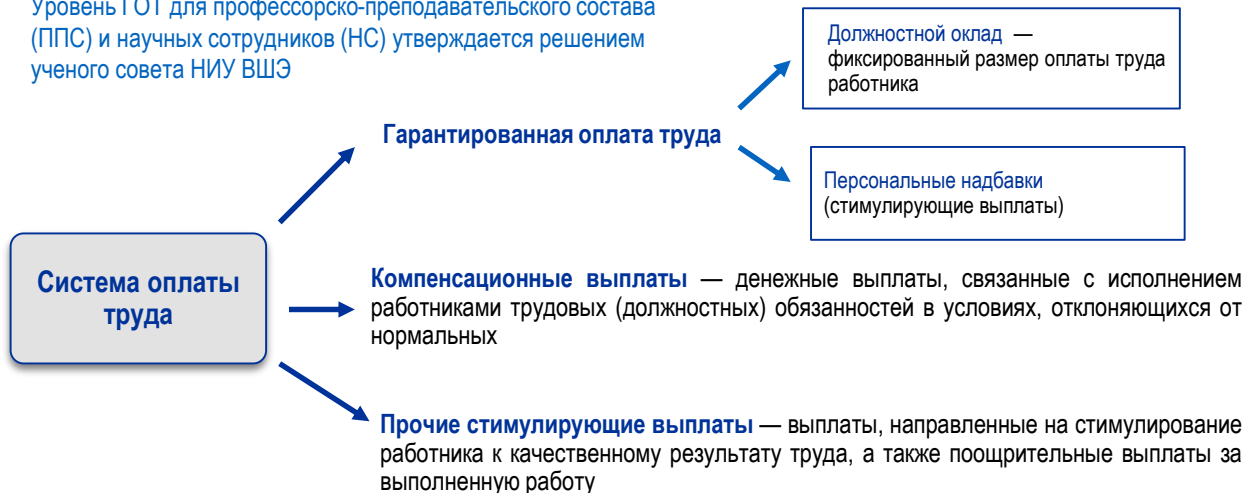 Уровень ГОТ для профессорско-преподавательского состава
(ППС) и научных сотрудников (НС) утверждается решением
ученого совета НИУ ВШЭ
Должностной оклад —
фиксированный размер оплаты труда
работника
Гарантированная оплата труда
Персональные надбавки
(стимулирующие выплаты)
Система оплаты
труда
Компенсационные выплаты — денежные выплаты, связанные с исполнением
работниками трудовых (должностных) обязанностей в условиях, отклоняющихся от
нормальных
Прочие стимулирующие выплаты — выплаты, направленные на стимулирование
работника к качественному результату труда, а также поощрительные выплаты за
выполненную работу